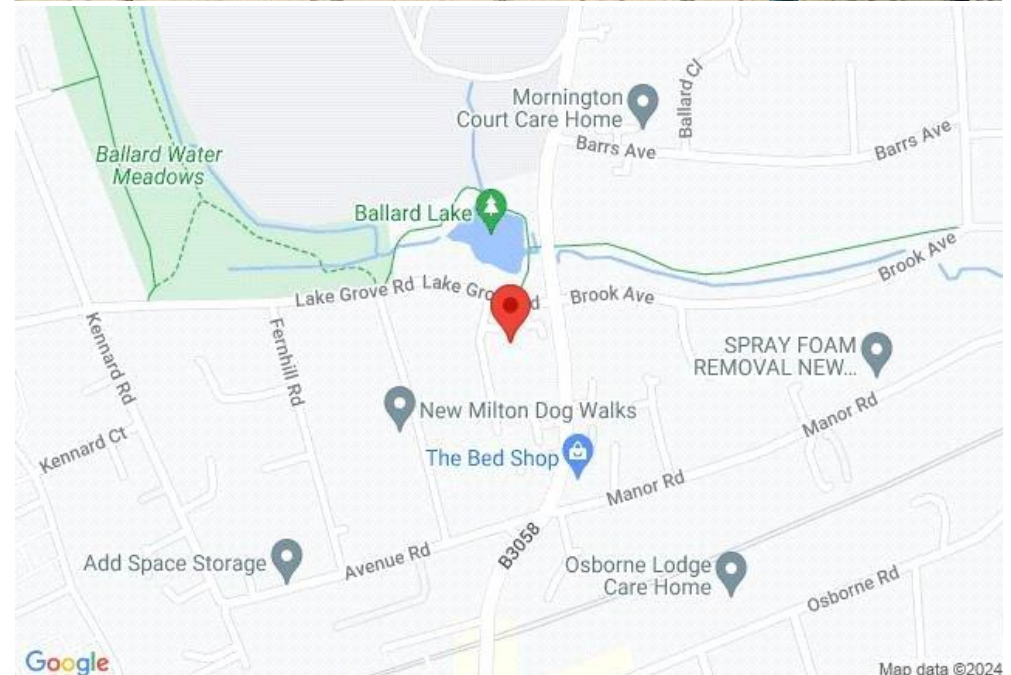 Mornington
Court Care Home
Ballard Cl
Barrs Ave
Barrs Ave
Ballard Water
Meadows
Ballard Lake
Brook Ave
Lake Grove Rd
Lake Gro
d
Brook Ave
Kennard Rd
Fernhill Rd
SPRAY FOAM
REMOVAL NEW...
New Milton Dog Walks
Manor Rd
Kennard Ct
The Bed Shop
Manor Rd
B3058
Add Space Storage
Avenue Rd
Osborne Lodge
Care Home
Osborne Rd
Google
Map data ©2024